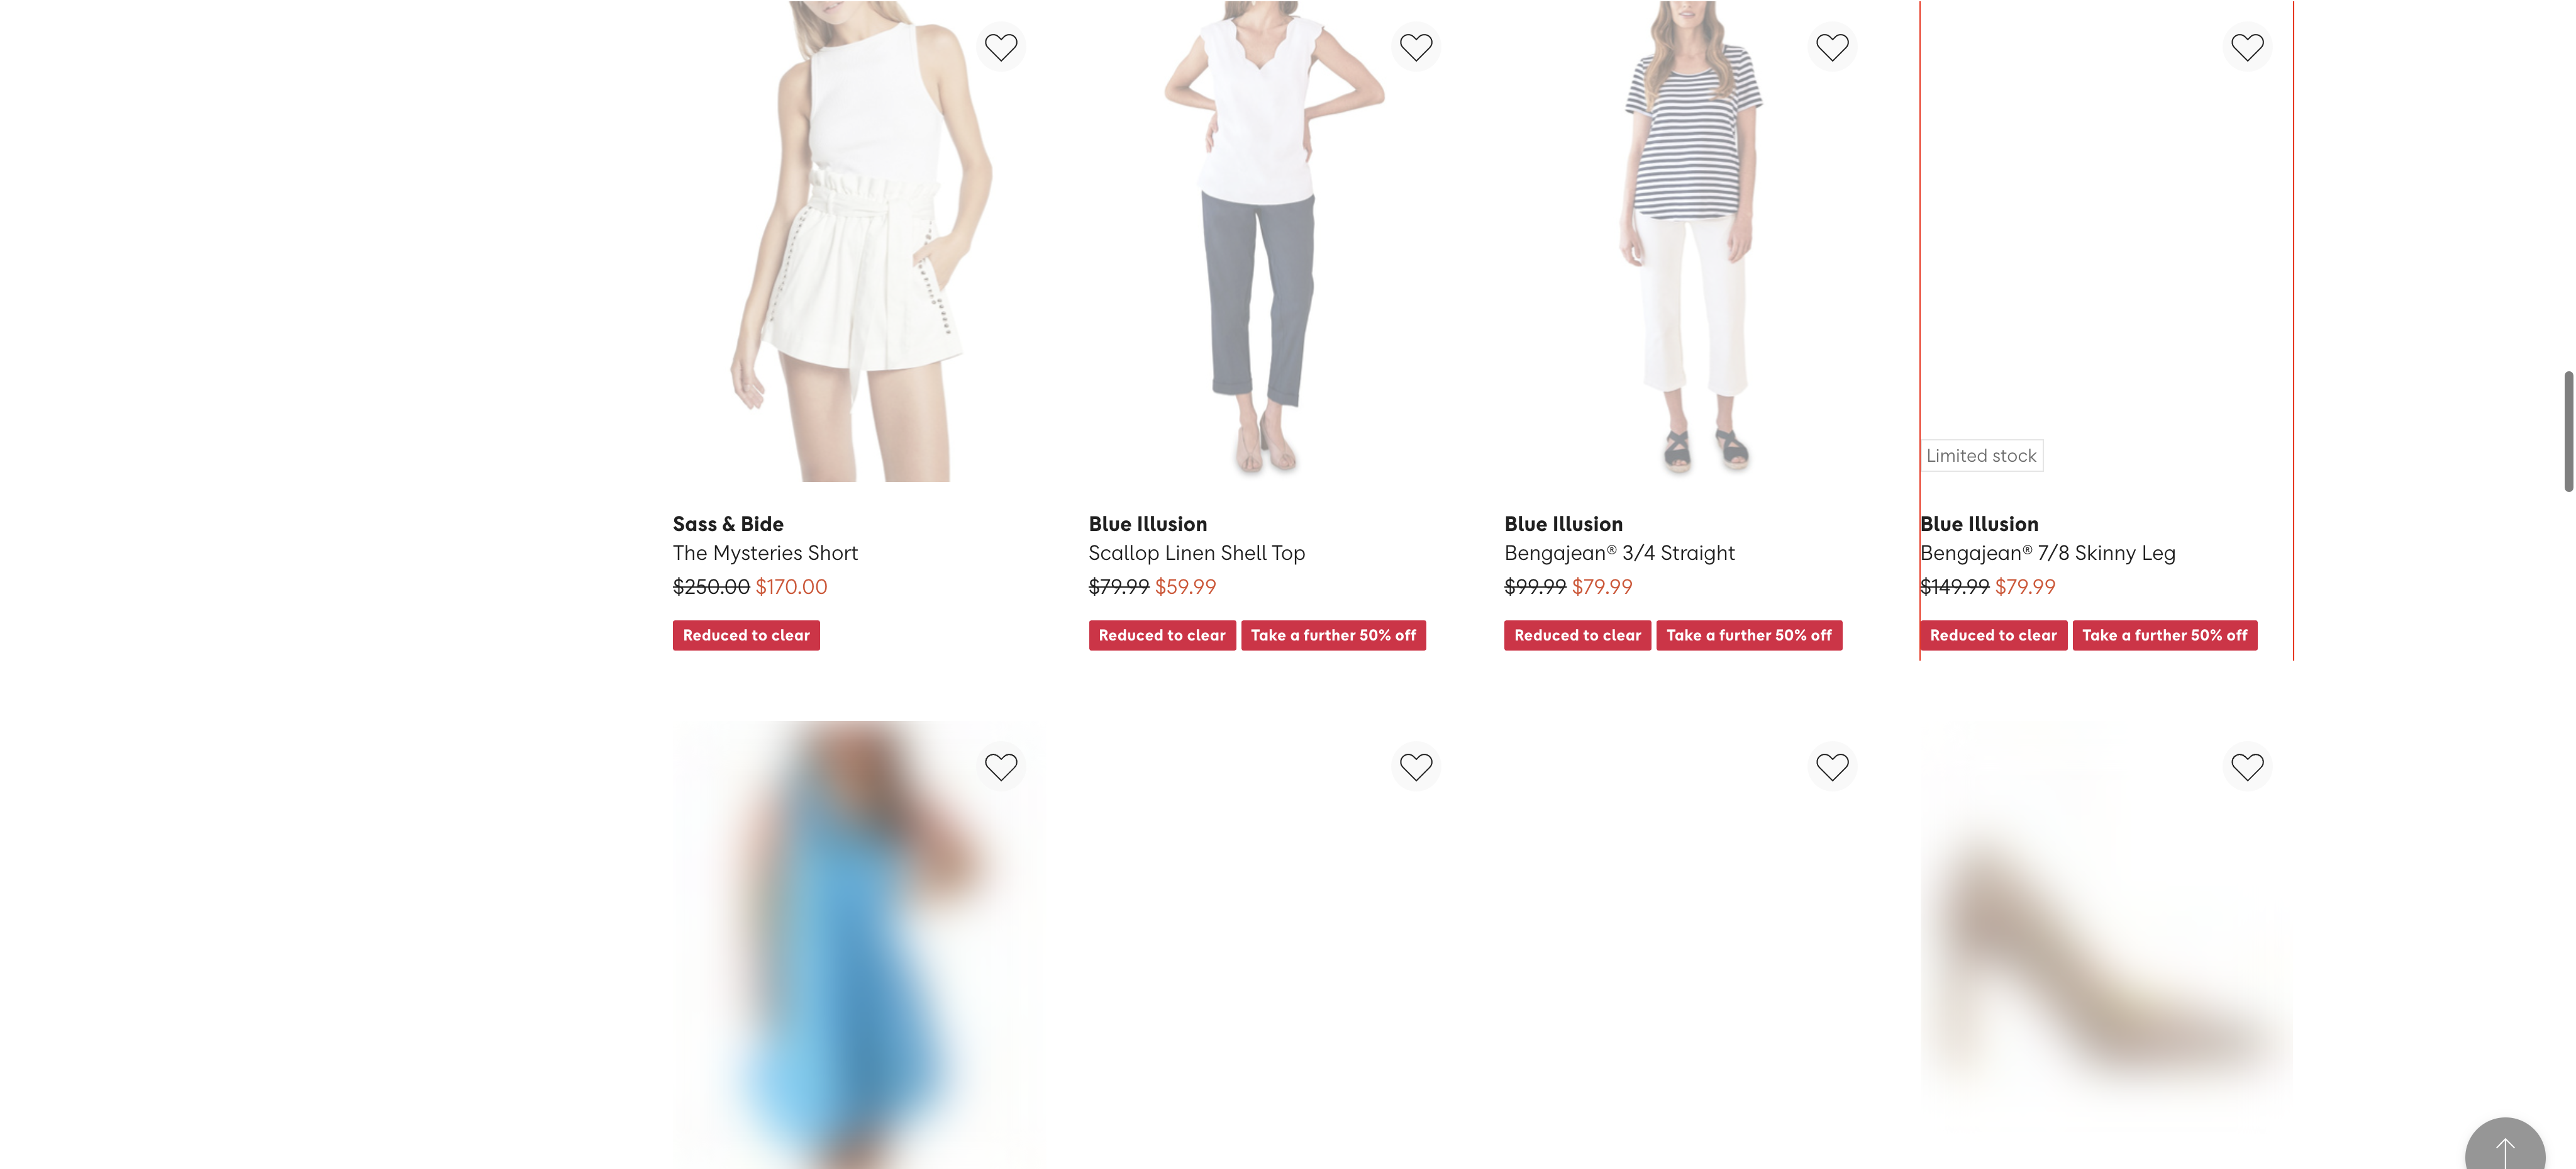 Limited stock
Sass & Bide
The Mysteries Short
$250.00 $170.00
Reduced to clear
Blue Illusion
Scallop Linen Shell Top
$79.99 $59.99
Reduced to clear Take a further 50% off
Blue Illusion
Bengajean® 3/4 Straight
$99.99 $79.99
Reduced to clear Take a further 50% off
Blue Illusion
Bengajean® 7/8 Skinny Leg
$149.99 $79.99
Reduced to clear Take a further 50% off